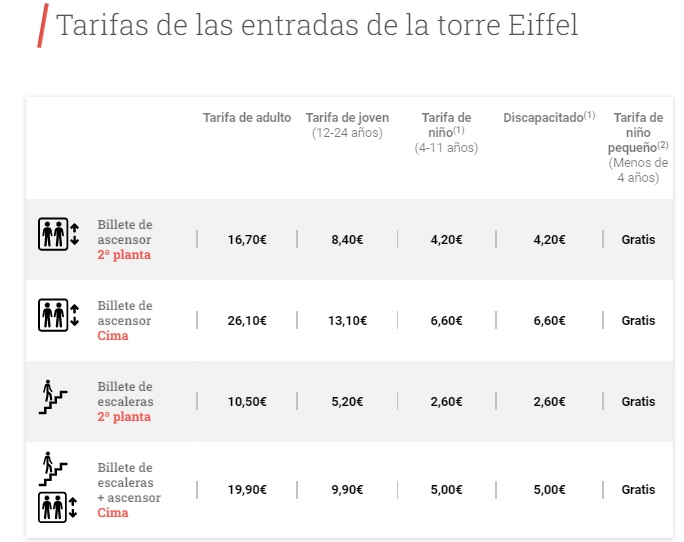 Tarifas de las entradas de la torre Eiffel
Tarifa de adulto
Tarifa de joven
(12-24 años)
Tarifa de
niño(1)
(4-11 años)
Discapacitado(1)
Tarifa de
niño
pequeño(2)
(Menos de
4 años)
Billete de
ascensor
2ª planta
16,70€ 8,40€ 4,20€ 4,20€ Gratis
Billete de
ascensor
Cima
26,10€ 13,10€ 6,60€ 6,60€ Gratis
Billete de
escaleras
2ª planta
10,50€ 5,20€ 2,60€ 2,60€ Gratis
Billete de
escaleras
+ ascensor
Cima
19,90€ 9,90€ 5,00€ 5,00€ Gratis